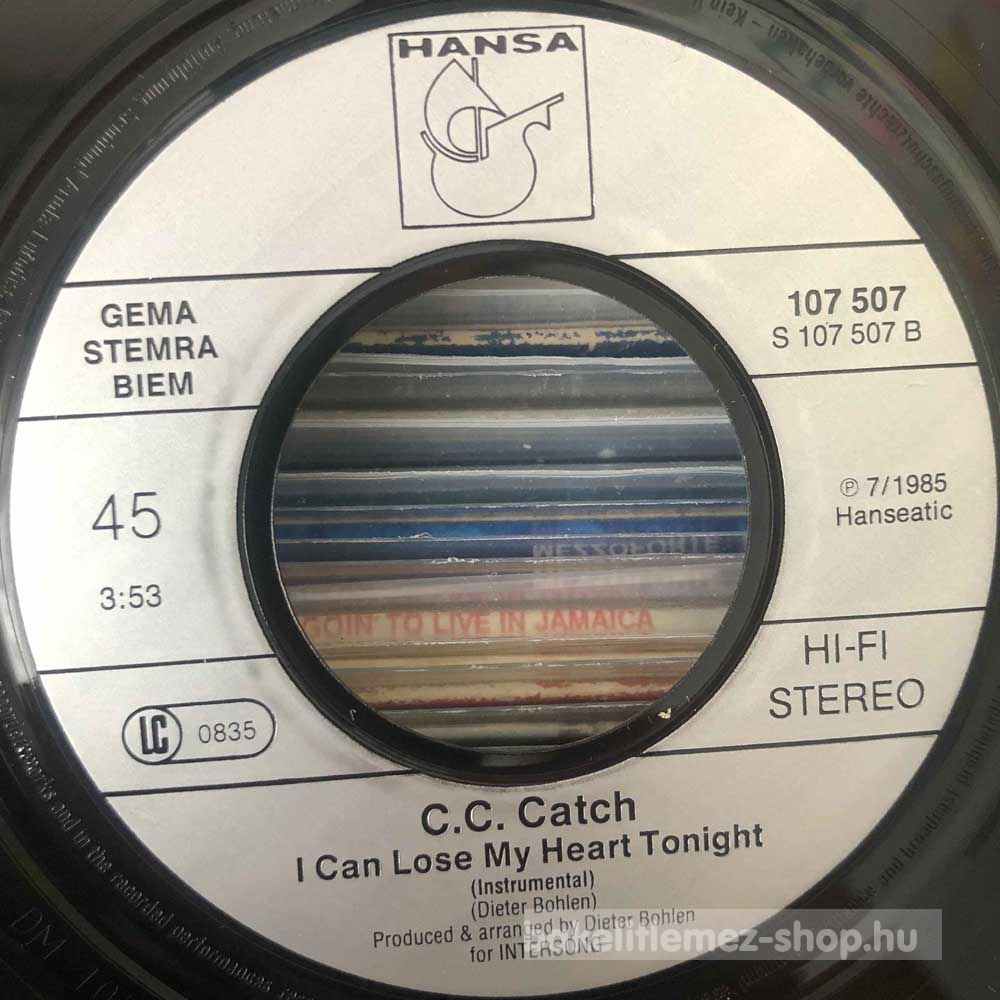 HANSA
GEMA
STEMRA
BIEM
107 507
S 107 507 B
45
3:53
℗ 7/1985
Hanseatic
LC 0835
HI-FI
STEREO
MEZZOFORTE
GOIN' TO LIVE IN JAMAICA
C.C. Catch
I Can Lose My Heart Tonight
(Instrumental)
(Dieter Bohlen)
Produced & arranged by Dieter Bohlen
for INTERSONG
bakelitlemez-shop.hu